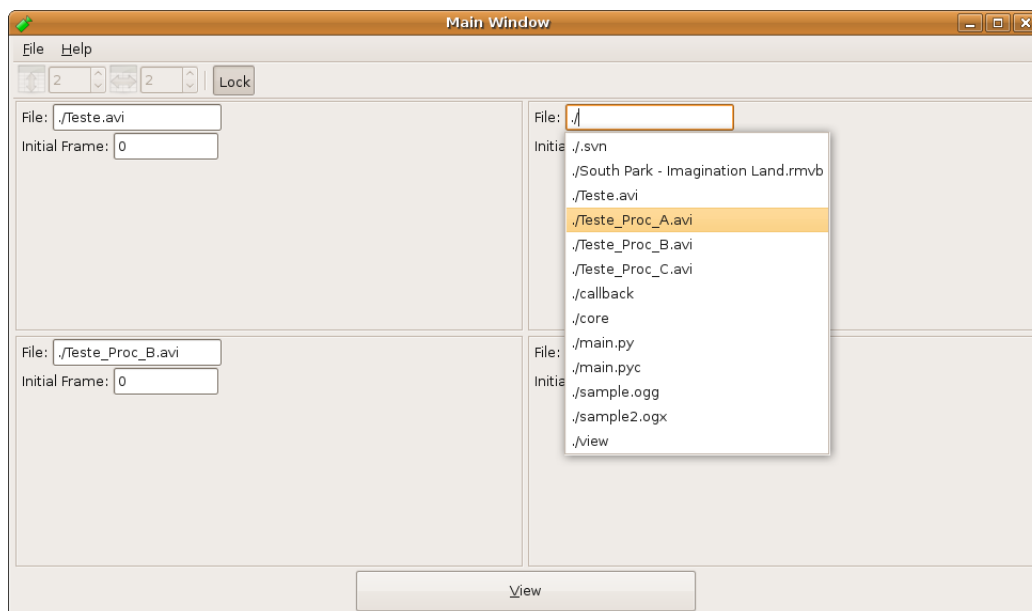 Main Window
File Help
2 2 Lock
File: ./Teste.avi
Initial Frame: 0
File: ./
Initia
./.svn
./South Park - Imagination Land.rmvb
./Teste.avi
./Teste_Proc_A.avi
./Teste_Proc_B.avi
./Teste_Proc_C.avi
./callback
./core
./main.py
./main.pyc
./sample.ogg
./sample2.ogx
./view
File: ./Teste_Proc_B.avi
Initial Frame: 0
File:
Initia
View